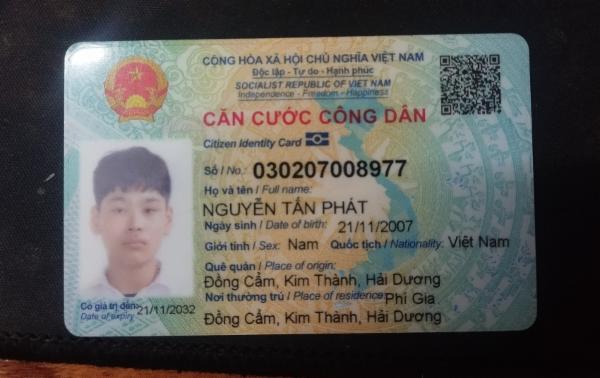 CỘNG HÒA XÃ HỘI CHỦ NGHĨA VIỆT NAM
Độc lập - Tự do - Hạnh phúc
SOCIALIST REPUBLIC OF VIET NAM
Independence - Freedom - Happiness
CĂN CƯỚC CÔNG DÂN
Citizen Identity Card
Số / No.: 030207008977
Họ và tên / Full name:
NGUYỄN TẤN PHÁT
Ngày sinh / Date of birth: 21/11/2007
Giới tính / Sex: Nam Quốc tịch / Nationality: Việt Nam
Quê quán / Place of origin:
Đồng Cẩm, Kim Thành, Hải Dương
Nơi thường trú / Place of residence: Phí Gia
Đồng Cẩm, Kim Thành, Hải Dương
Có giá trị đến: 21/11/2032
Date of expiry